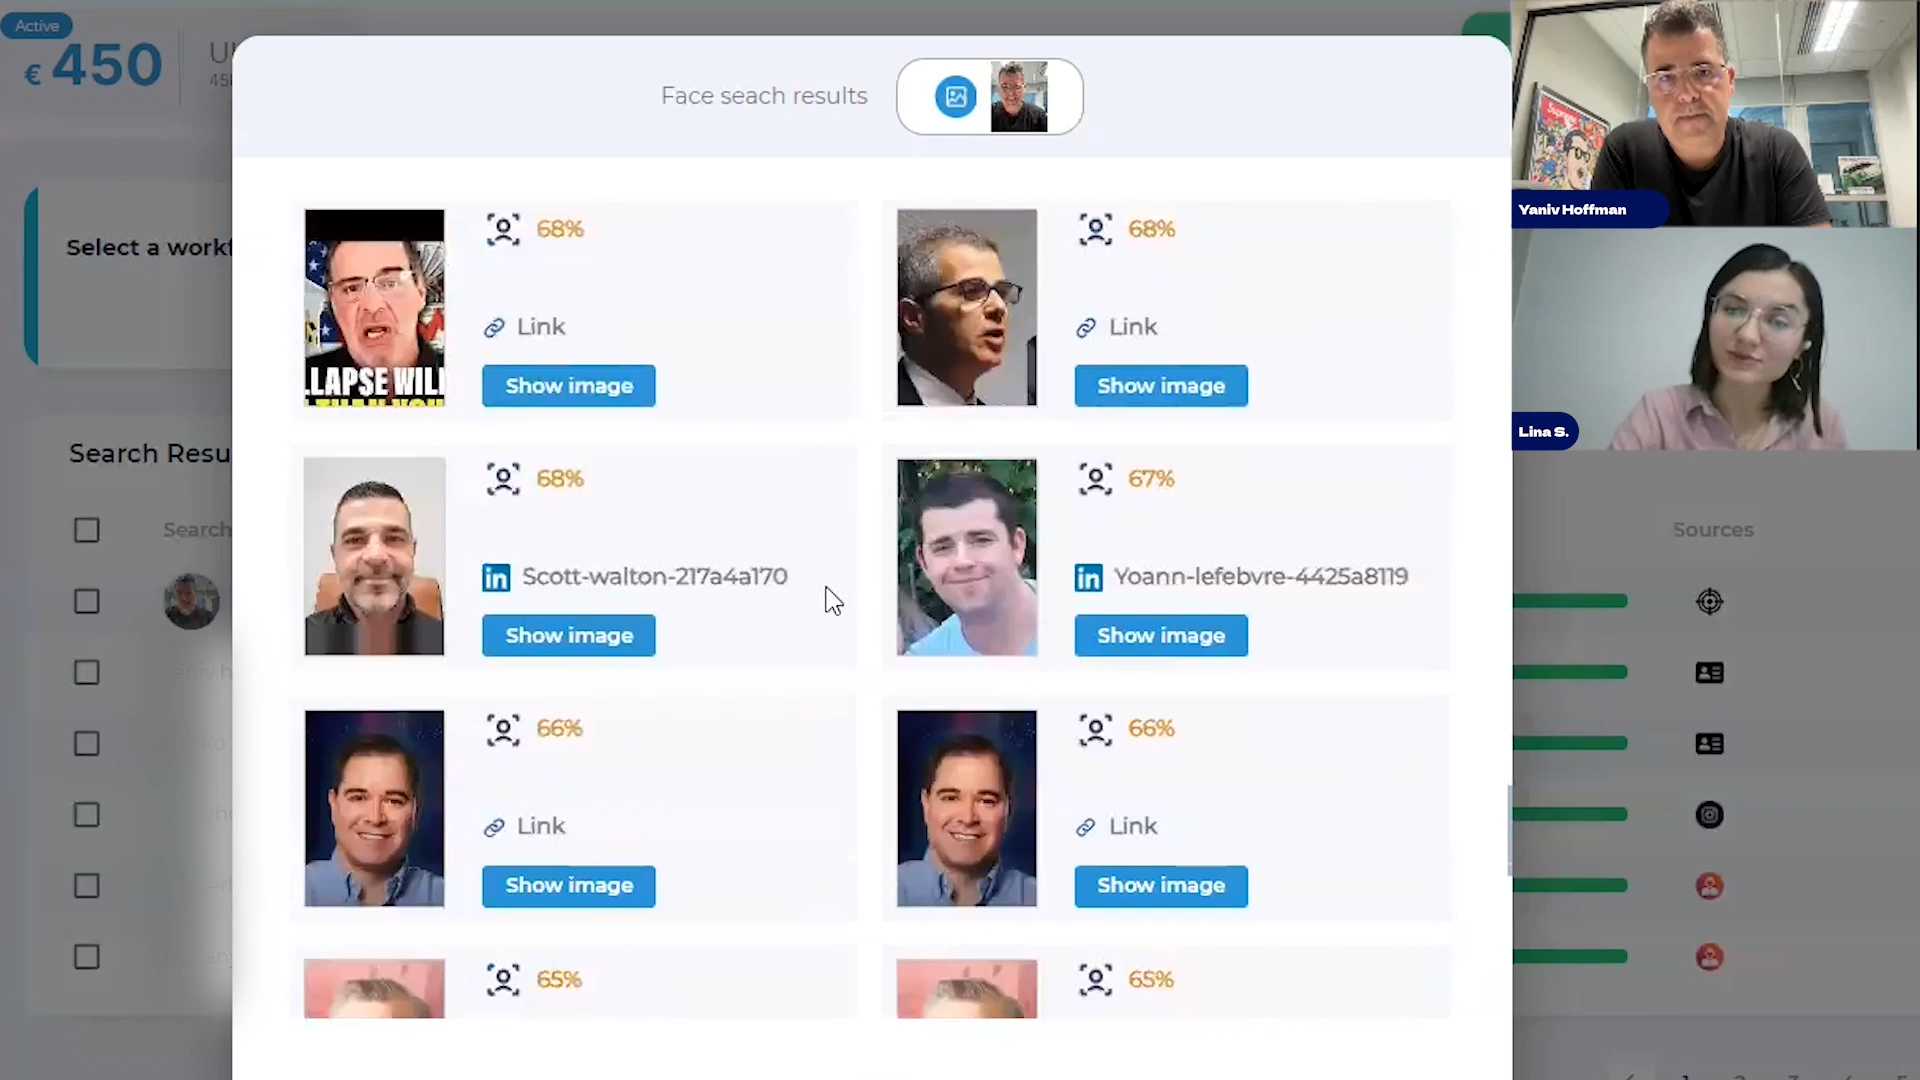 Active
€ 450
Face seach results
Select a workf
Search Resu
Search
Sources
68%
Link
Show image
68%
Link
Show image
LAPSE WILL
68%
Scott-walton-217a4a170
Show image
67%
Yoann-lefebvre-4425a8119
Show image
66%
Link
Show image
66%
Link
Show image
65%
65%
Yaniv Hoffman
Lina S.